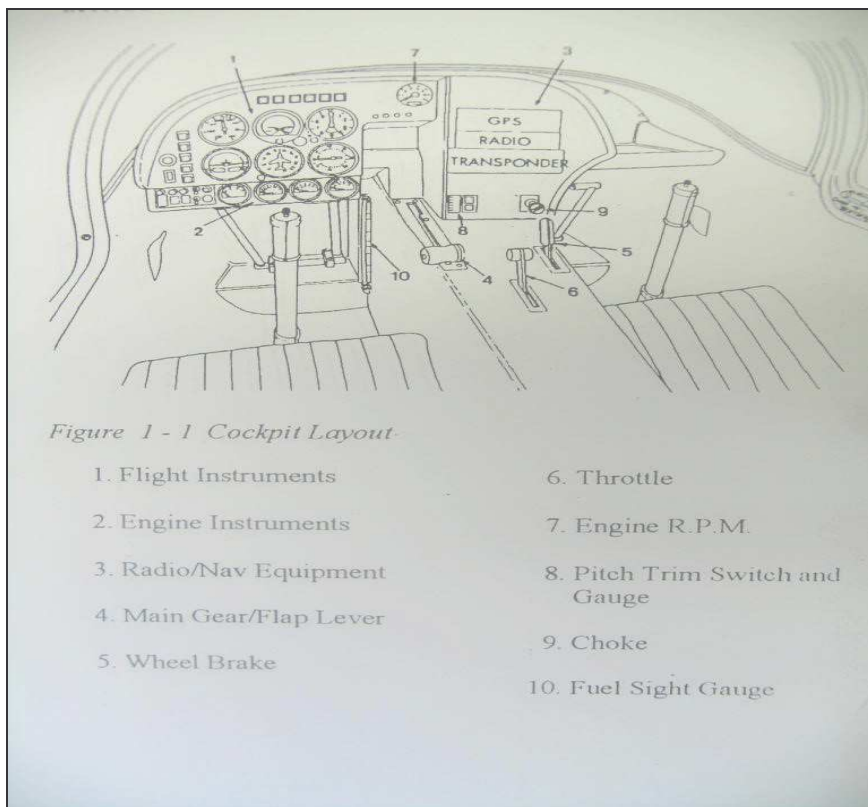 1
7
3
GPS
RADIO
TRANSPONDER
2
10
4
8
9
5
6
Figure 1 - 1 Cockpit Layout
1. Flight Instruments
2. Engine Instruments
3. Radio/Nav Equipment
4. Main Gear/Flap Lever
5. Wheel Brake
6. Throttle
7. Engine R.P.M.
8. Pitch Trim Switch and
Gauge
9. Choke
10. Fuel Sight Gauge